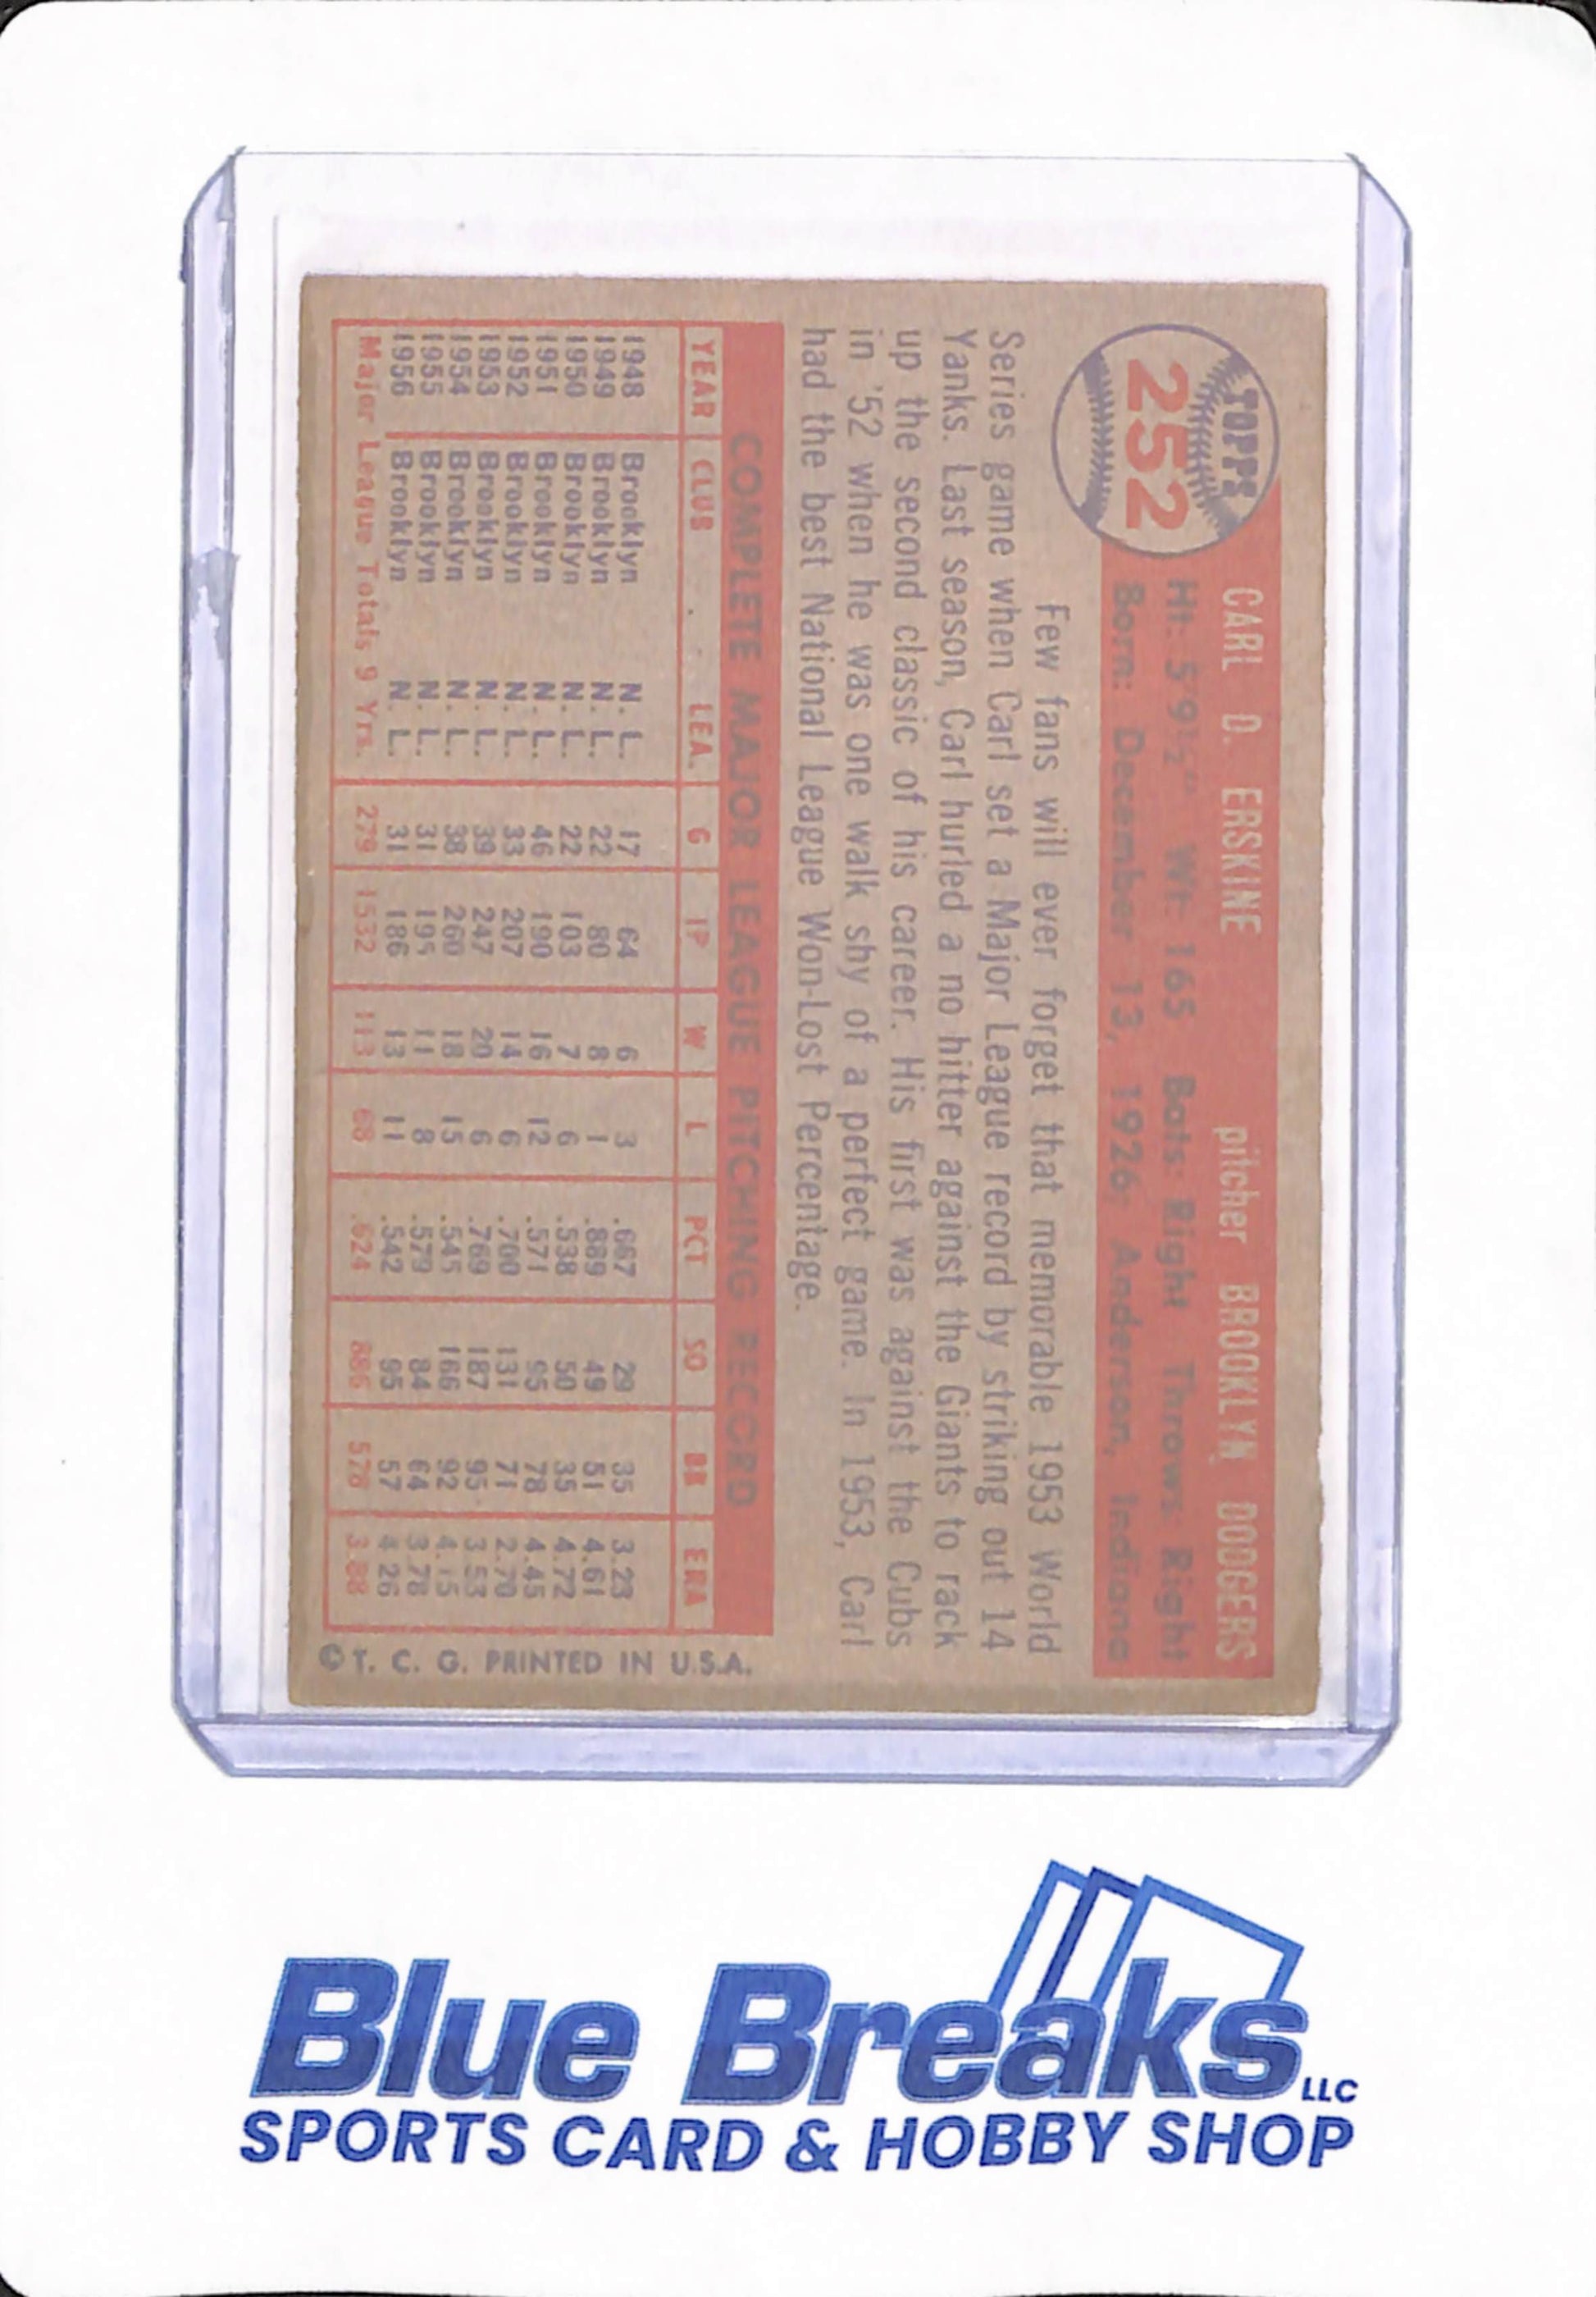 TOPPS
252
CARL D. ERSKINE pitcher BROOKLYN DODGERS
Ht: 5'9½" Wt: 165 Bats: Right Throws: Right
Born: December 13, 1926, Anderson, Indiana
Few fans will ever forget that memorable 1953 World
Series game when Carl set a Major League record by striking out 14
Yanks. Last season, Carl hurled a no hitter against the Giants to rack
up the second classic of his career. His first was against the Cubs
in '52 when he was one walk shy of a perfect game. In 1953, Carl
had the best National League Won-Lost Percentage.
COMPLETE MAJOR LEAGUE PITCHING RECORD
YEAR CLUB LEA. G IP W L PCT SO BB ERA
1948 Brooklyn N. L. 17 64 6 3 .667 29 35 3.23
1949 Brooklyn N. L. 22 80 8 1 .889 49 51 4.61
1950 Brooklyn N. L. 22 103 7 6 .538 50 35 4.72
1951 Brooklyn N. L. 46 190 16 12 .571 95 78 4.45
1952 Brooklyn N. L. 33 207 14 6 .700 131 71 2.70
1953 Brooklyn N. L. 39 247 20 6 .769 187 95 3.53
1954 Brooklyn N. L. 38 260 18 15 .545 166 92 4.15
1955 Brooklyn N. L. 31 195 11 8 .579 84 64 3.78
1956 Brooklyn N. L. 31 186 13 11 .542 95 57 4.26
Major League Totals 9 Yrs. 279 1532 113 68 .624 886 578 3.88
© T. C. G. PRINTED IN U.S.A.
Blue Breaks LLC
SPORTS CARD & HOBBY SHOP